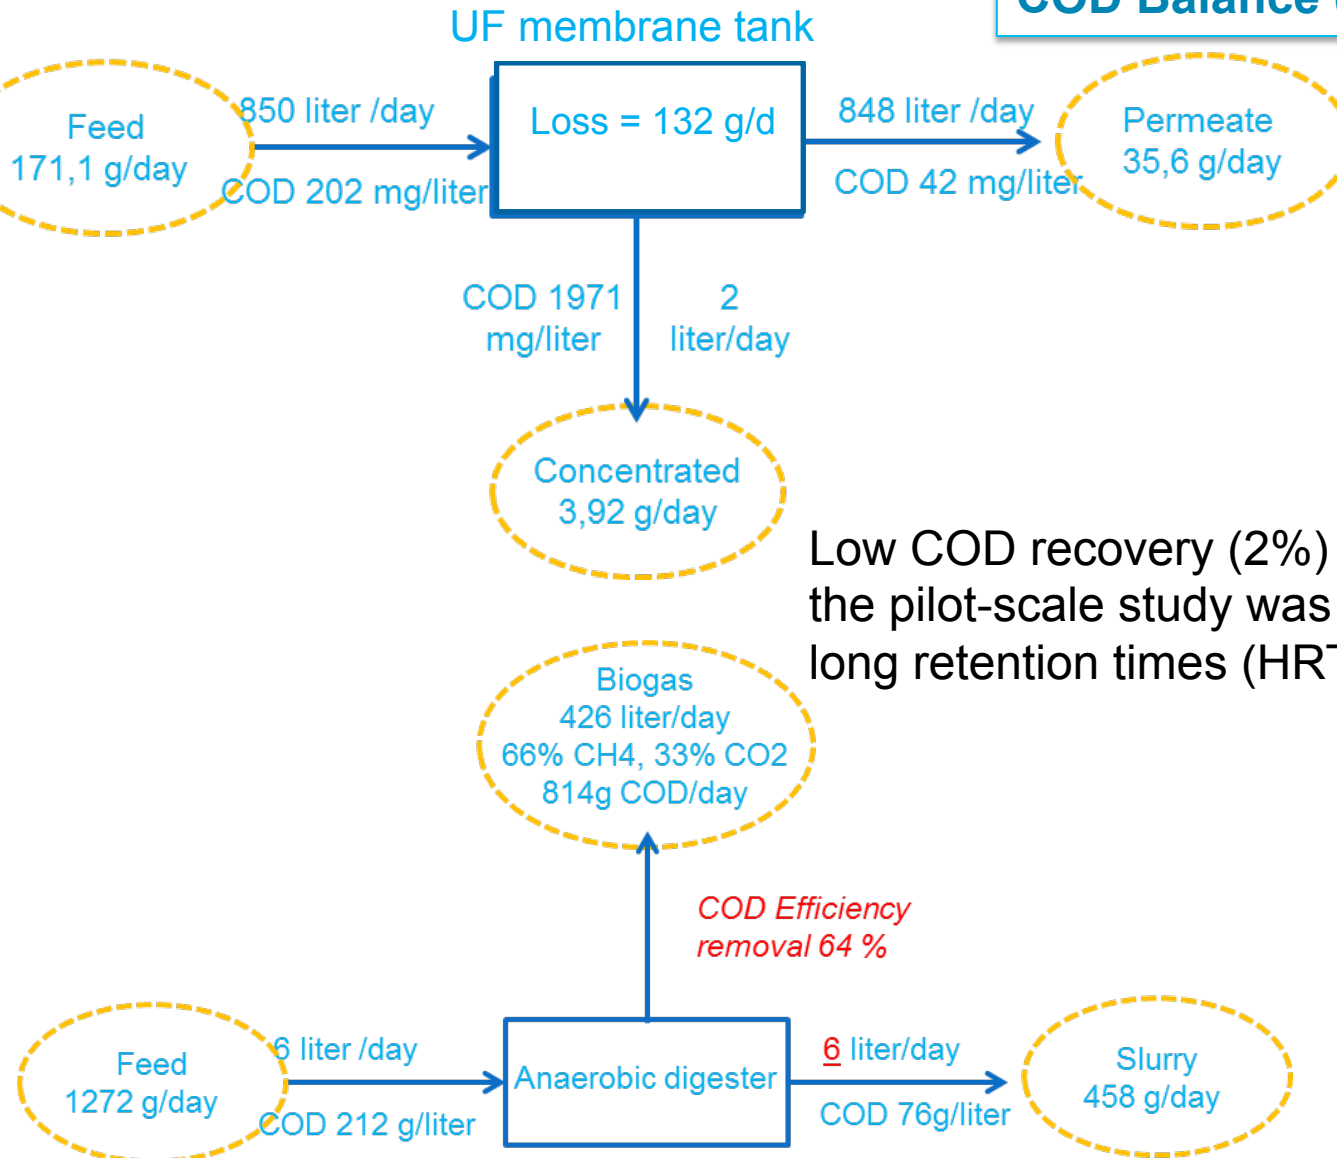 COD Balance (
UF membrane tank
Feed
171,1 g/day
850 liter /day
COD 202 mg/liter
Loss = 132 g/d
848 liter /day
COD 42 mg/liter
Permeate
35,6 g/day
COD 1971
mg/liter
2
liter/day
Concentrated
3,92 g/day
Low COD recovery (2%)
the pilot-scale study was
long retention times (HRT
Biogas
426 liter/day
66% CH4, 33% CO2
814g COD/day
COD Efficiency
removal 64 %
Feed
1272 g/day
6 liter /day
COD 212 g/liter
Anaerobic digester
6 liter/day
COD 76g/liter
Slurry
458 g/day